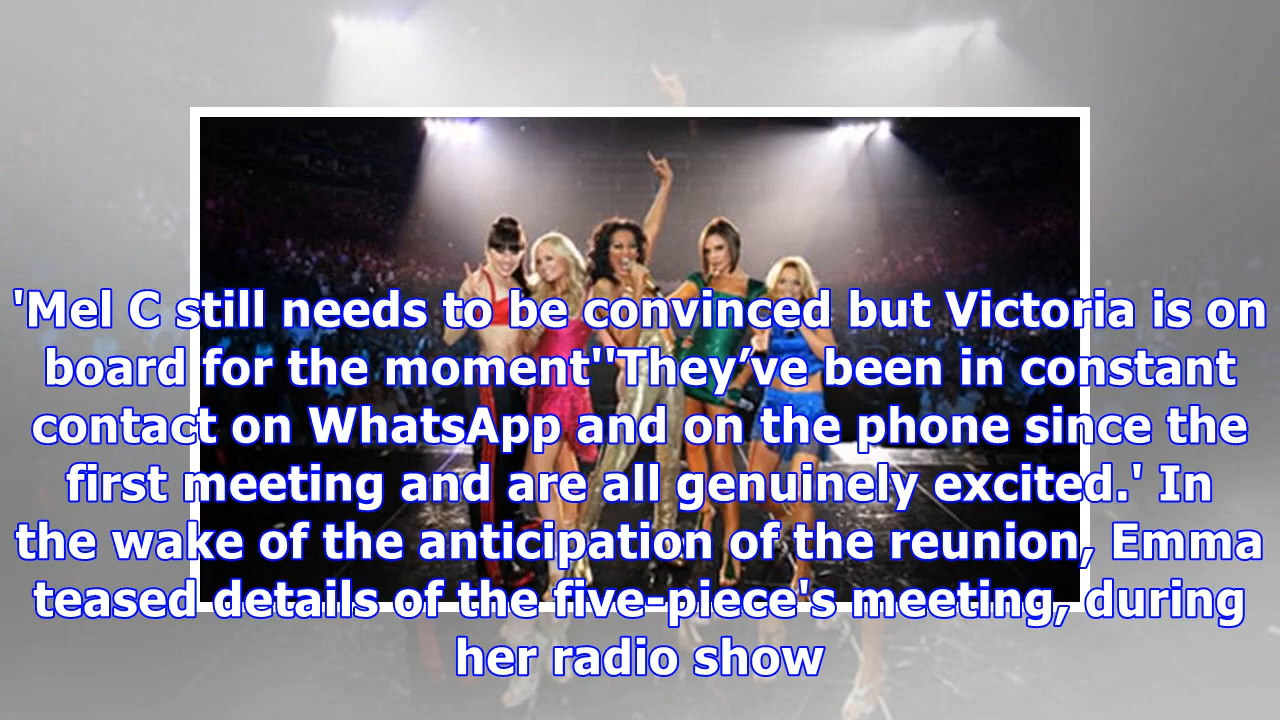 'Mel C still needs to be convinced but Victoria is on
board for the moment''They’ve been in constant
contact on WhatsApp and on the phone since the
first meeting and are all genuinely excited.' In
the wake of the anticipation of the reunion, Emma
teased details of the five-piece's meeting, during
her radio show